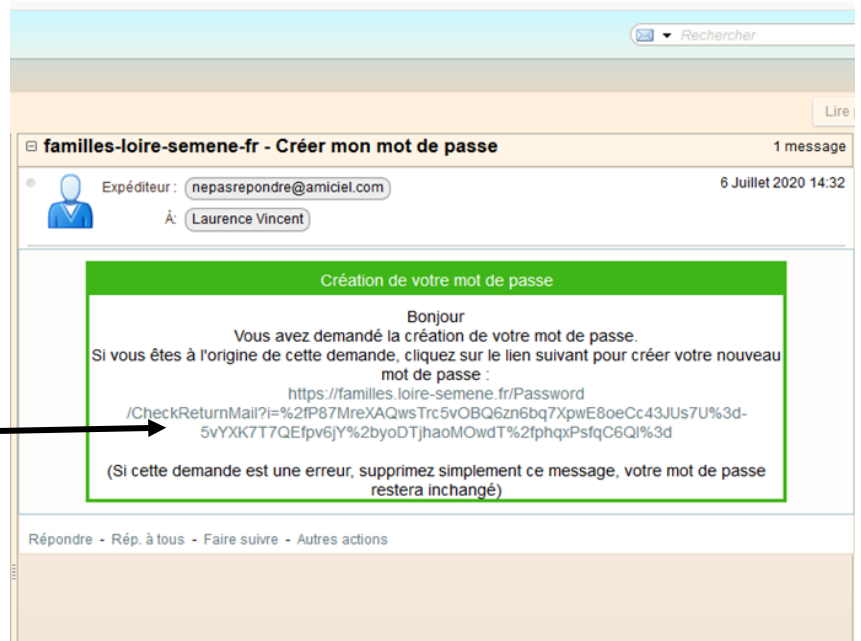 Rechercher
Lire
familles-loire-semene-fr - Créer mon mot de passe 1 message
Expéditeur : nepasrepondre@amiciel.com 6 Juillet 2020 14:32
À: Laurence Vincent
Création de votre mot de passe
Bonjour
Vous avez demandé la création de votre mot de passe.
Si vous êtes à l'origine de cette demande, cliquez sur le lien suivant pour créer votre nouveau
mot de passe :
https://familles.loire-semene.fr/Password
/CheckReturnMail?i=%2fP87MreXAQwsTrc5vOBQ6zn6bq7XpwE8oeCc43JUs7U%3d-
5vYXK7T7QEfpv6jY%2byoDTjhaoMOwdT%2fphqxPsfqC6QI%3d
(Si cette demande est une erreur, supprimez simplement ce message, votre mot de passe
restera inchangé)
Répondre - Rép. à tous - Faire suivre - Autres actions